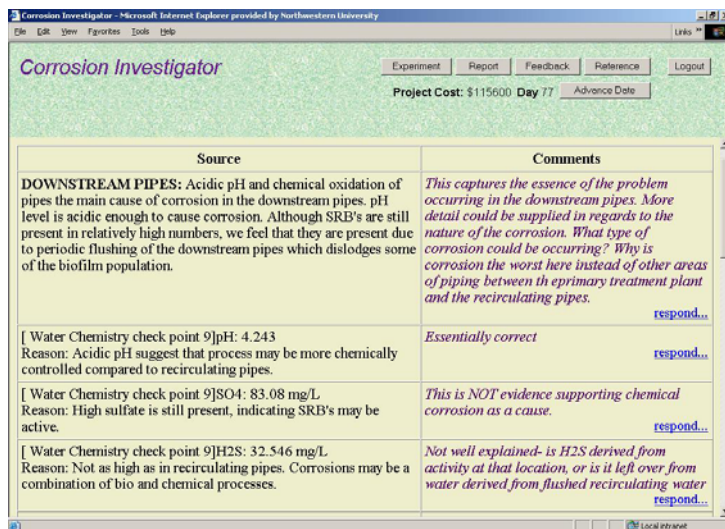 Corrosion Investigator - Microsoft Internet Explorer provided by Northwestern University
File Edit View Favorites Tools Help
Links »
Corrosion Investigator
Experiment Report Feedback Reference Logout
Project Cost: $115600 Day 77 Advance Date
Source
DOWNSTREAM PIPES: Acidic pH and chemical oxidation of
pipes the main cause of corrosion in the downstream pipes. pH
level is acidic enough to cause corrosion. Although SRB's are still
present in relatively high numbers, we feel that they are present due
to periodic flushing of the downstream pipes which dislodges some
of the biofilm population.
Comments
This captures the essence of the problem
occurring in the downstream pipes. More
detail could be supplied in regards to the
nature of the corrosion. What type of
corrosion could be occurring? Why is
corrosion the worst here instead of other areas
of piping between th eprimary treatment plant
and the recirculating pipes.
respond...
[ Water Chemistry check point 9]pH: 4.243
Reason: Acidic pH suggest that process may be more chemically
controlled compared to recirculating pipes.
Essentially correct
respond...
[ Water Chemistry check point 9]SO4: 83.08 mg/L
Reason: High sulfate is still present, indicating SRB's may be
active.
This is NOT evidence supporting chemical
corrosion as a cause.
respond...
[ Water Chemistry check point 9]H2S: 32.546 mg/L
Reason: Not as high as in recirculating pipes. Corrosions may be a
combination of bio and chemical processes.
Not well explained- is H2S derived from
activity at that location, or is it left over from
water derived from flushed recirculating water
respond...
Local intranet